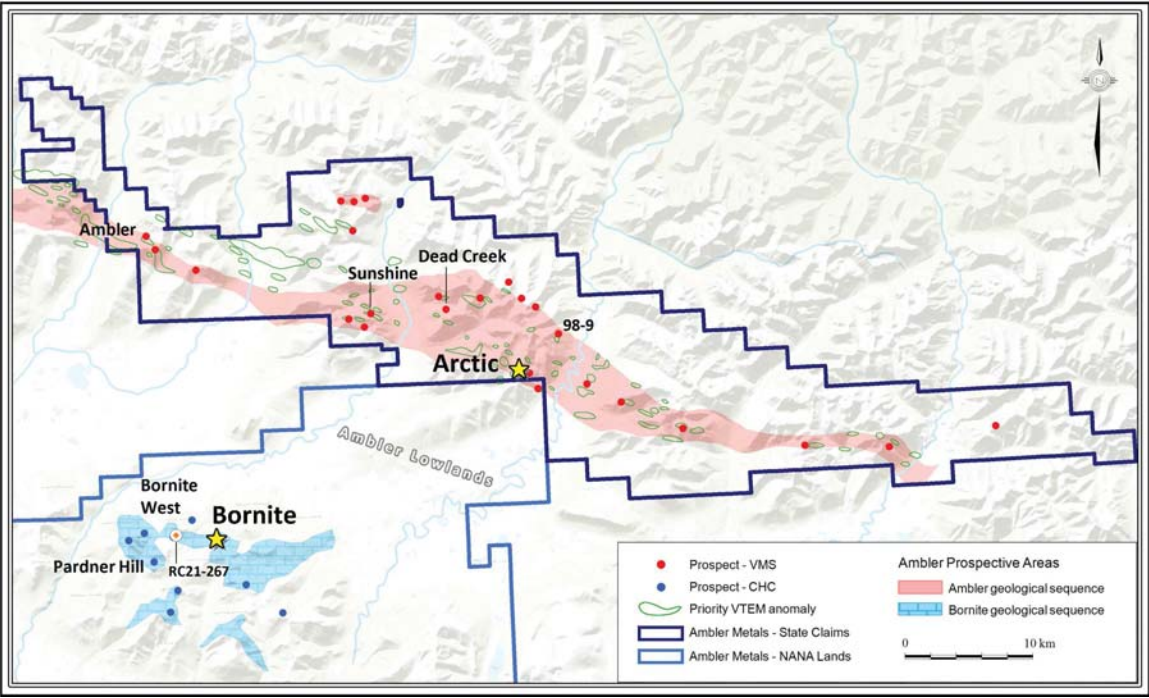 N
Ambler
Dead Creek
Sunshine
98-9
Arctic
Ambler Lowlands
Bornite
West
Bornite
Pardner Hill
RC21-267
Prospect - VMS
Prospect - CHC
Priority VTEM anomaly
Ambler Metals - State Claims
Ambler Metals - NANA Lands
Ambler Prospective Areas
Ambler geological sequence
Bornite geological sequence
0 10 km